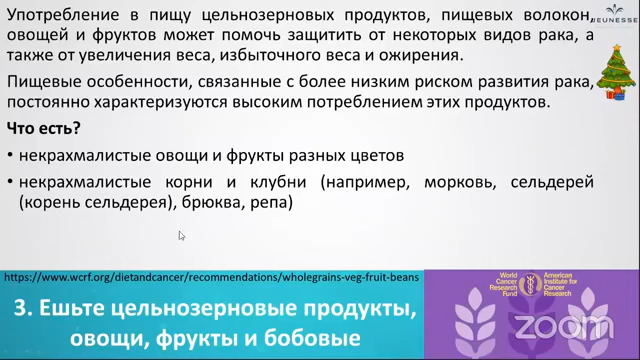 Употребление в пищу цельнозерновых продуктов, пищевых волокон,
овощей и фруктов может помочь защитить от некоторых видов рака, а
также от увеличения веса, избыточного веса и ожирения.
Пищевые особенности, связанные с более низким риском развития рака,
постоянно характеризуются высоким потреблением этих продуктов.
Что есть?
• некрахмалистые овощи и фрукты разных цветов
• некрахмалистые корни и клубни (например, морковь, сельдерей
(корень сельдерея), брюква, репа)
https://www.wcrf.org/dietandcancer/recommendations/wholegrains-veg-fruit-beans
3. Ешьте цельнозерновые продукты,
овощи, фрукты и бобовые
JEUNESSE
World
Cancer
Research
Fund
American
Institute for
Cancer
Research
zoom